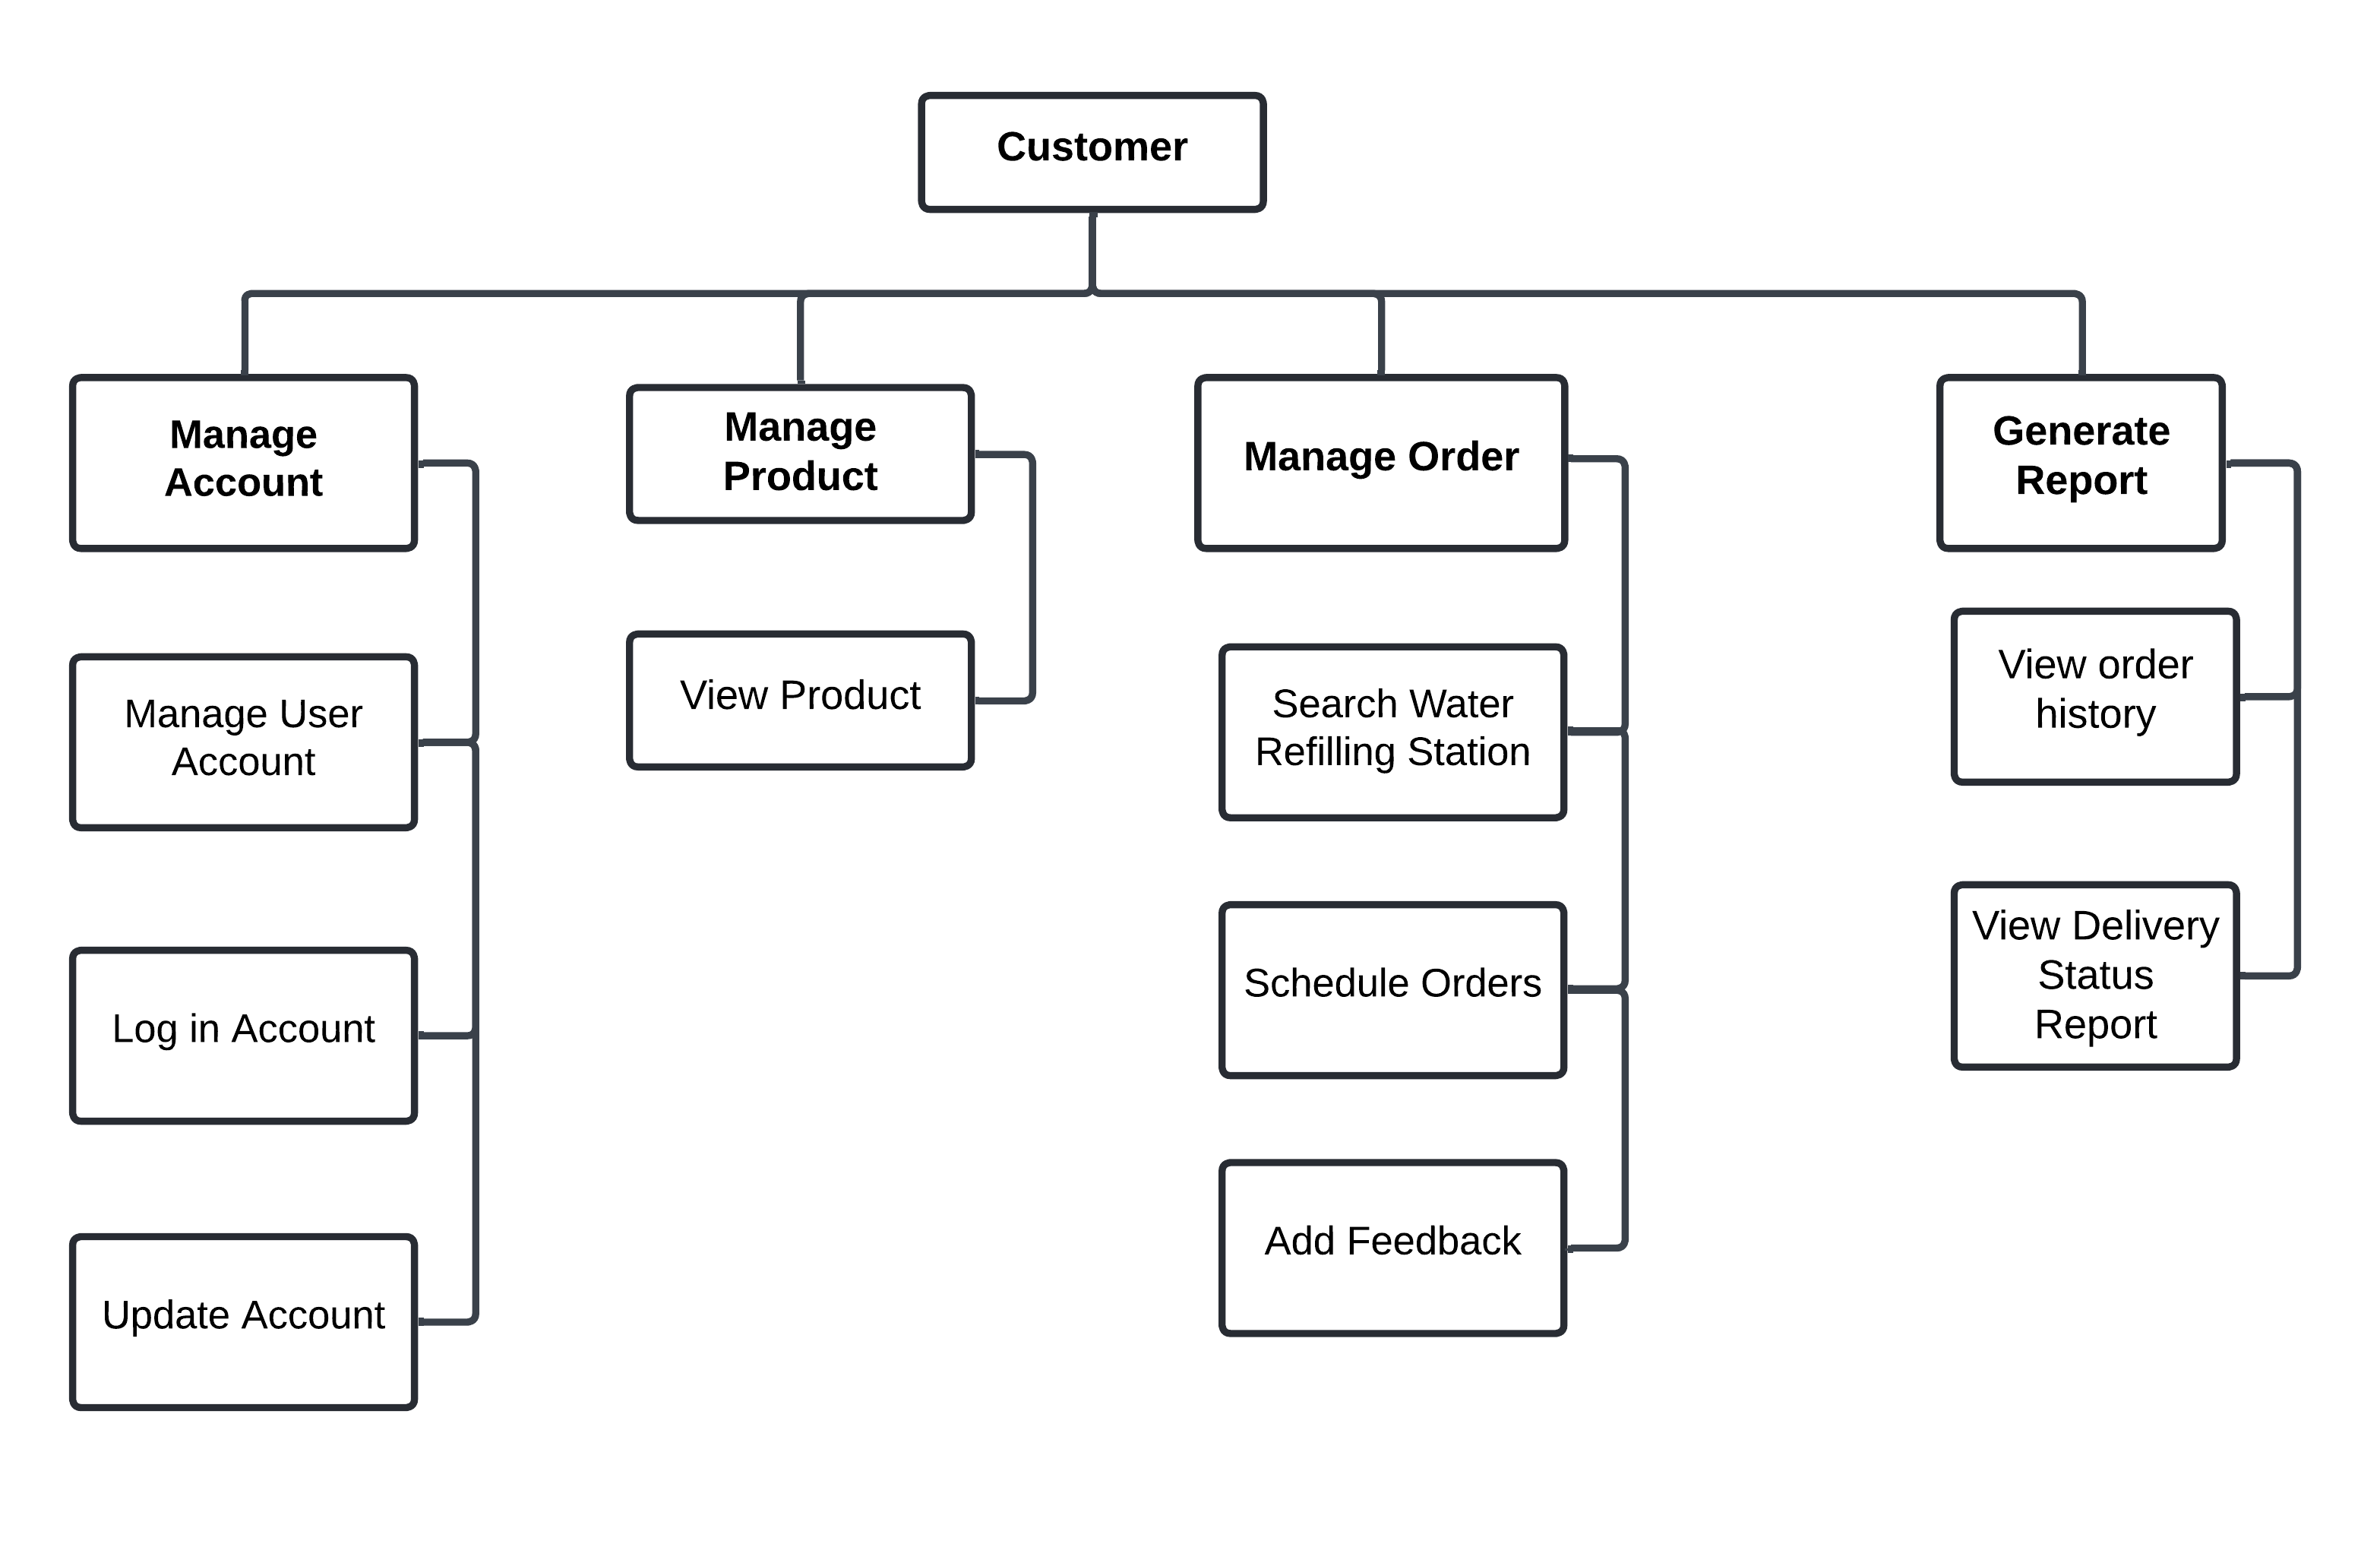 Customer
Manage
Account
Manage
Product
Manage Order
Generate
Report
Manage User
Account
View Product
Search Water
Refilling Station
View order
history
Log in Account
Schedule Orders
View Delivery
Status
Report
Update Account
Add Feedback